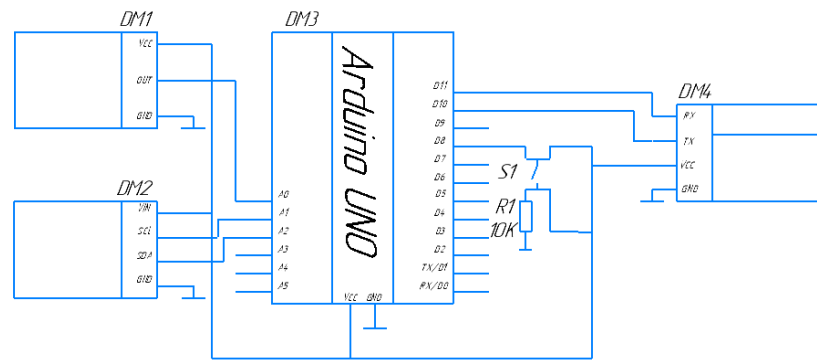 DM1
VCC
OUT
GND
DM2
VIN
SCL
SDA
GND
DM3
Arduino UNO
A0
A1
A2
A3
A4
A5
VCC GND
D11
D10
D9
D8
D7
D6
D5
D4
D3
D2
TX/D1
RX/D0
S1
R1
10K
DM4
RX
TX
VCC
GND